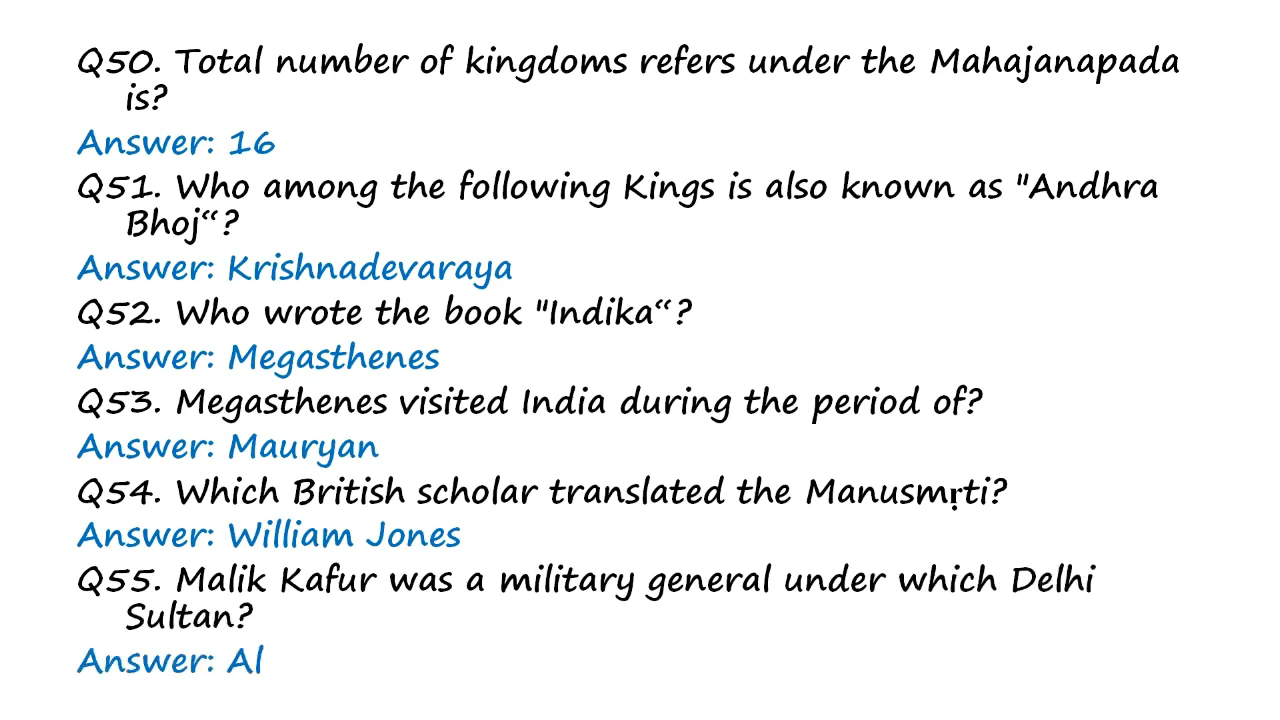 Q50. Total number of kingdoms refers under the Mahajanapada
is?
Answer: 16
Q51. Who among the following Kings is also known as "Andhra
Bhoj“?
Answer: Krishnadevaraya
Q52. Who wrote the book "Indika“?
Answer: Megasthenes
Q53. Megasthenes visited India during the period of?
Answer: Mauryan
Q54. Which British scholar translated the Manusmṛti?
Answer: William Jones
Q55. Malik Kafur was a military general under which Delhi
Sultan?
Answer: Al